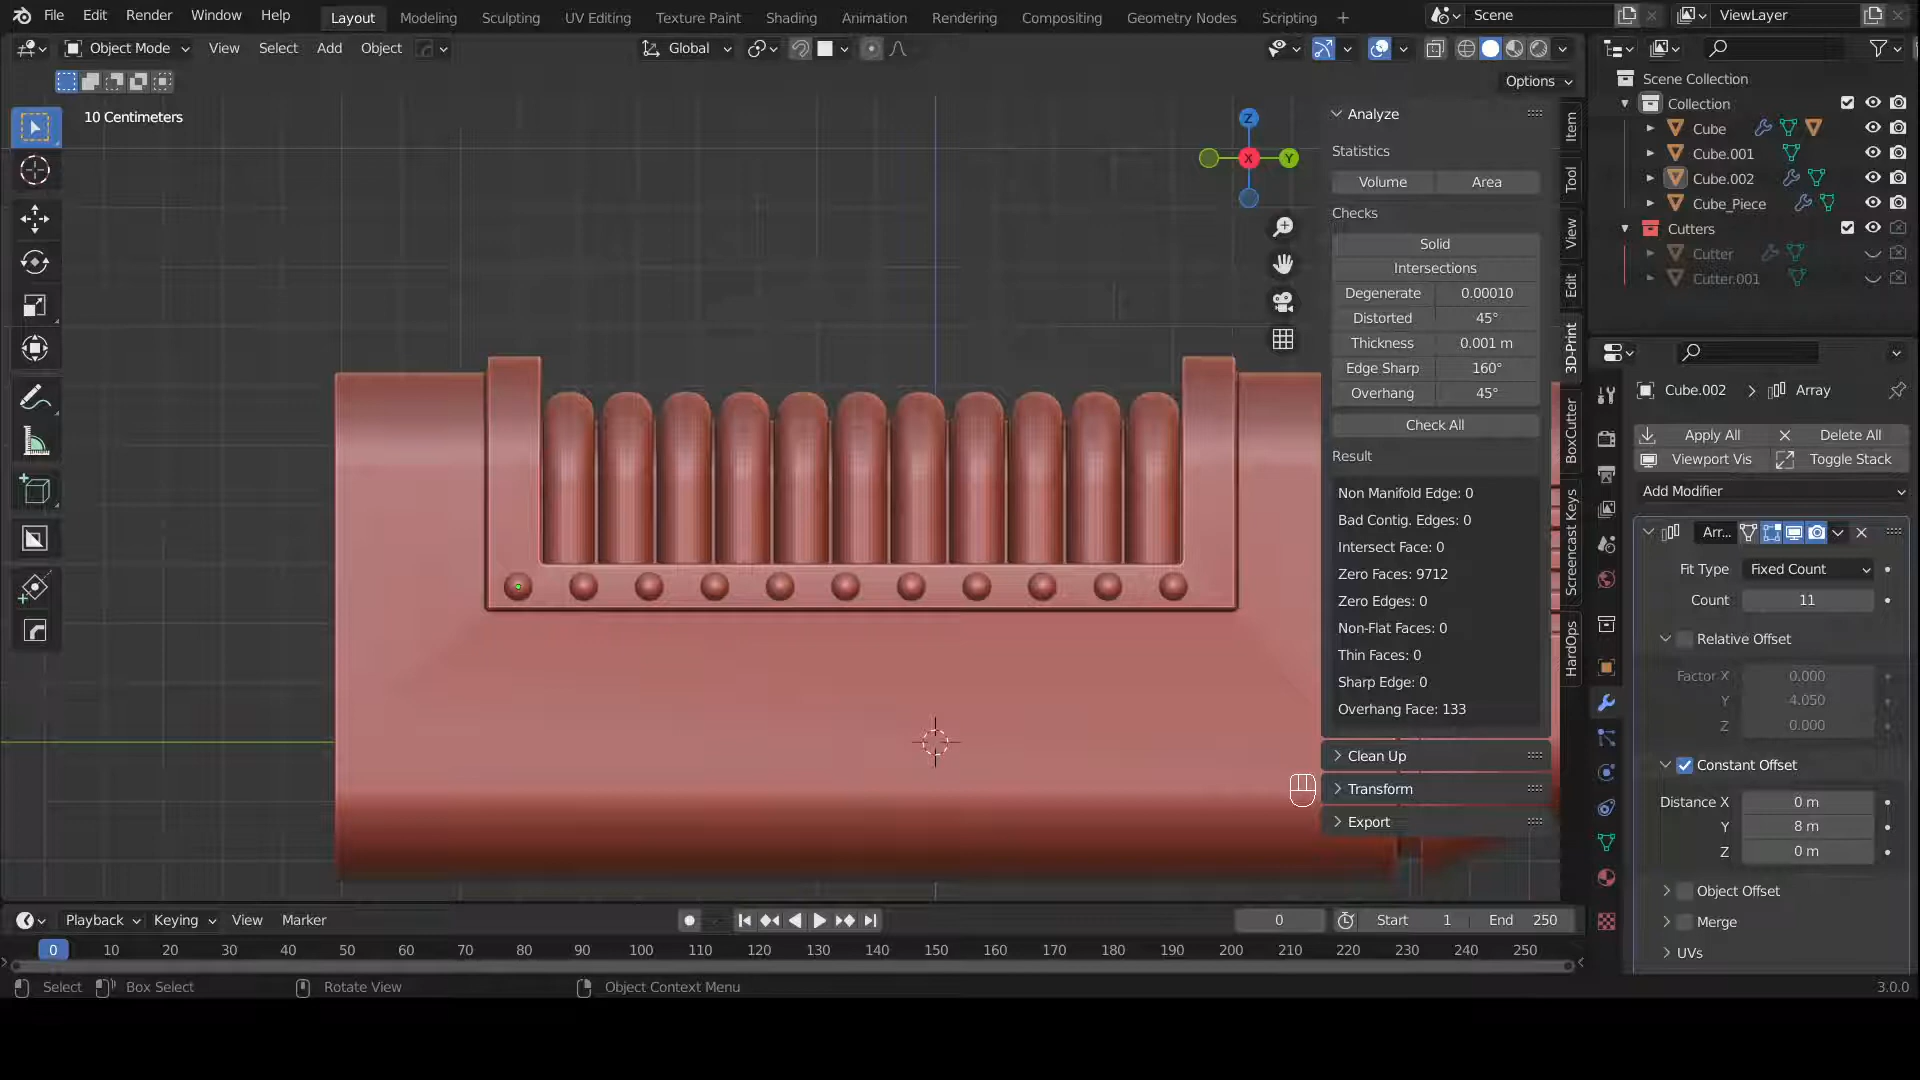 File Edit Render Window Help Layout Modeling Sculpting UV Editing Texture Paint Shading Animation Rendering Compositing Geometry Nodes Scripting + Scene ViewLayer
Object Mode View Select Add Object Global
Options
10 Centimeters
Z
X
Y
Analyze
Statistics
Volume Area
Checks
Solid
Intersections
Degenerate 0.00010
Distorted 45°
Thickness 0.001 m
Edge Sharp 160°
Overhang 45°
Check All
Result
Non Manifold Edge: 0
Bad Contig. Edges: 0
Intersect Face: 0
Zero Faces: 9712
Zero Edges: 0
Non-Flat Faces: 0
Thin Faces: 0
Sharp Edge: 0
Overhang Face: 133
Clean Up
Transform
Export
Item
Tool
View
Edit
3D-Print
BoxCutter
Screencast Keys
HardOps
Scene Collection
Collection
Cube
Cube.001
Cube.002
Cube_Piece
Cutters
Cutter
Cutter.001
Cube.002 > Array
Apply All Delete All
Viewport Vis Toggle Stack
Add Modifier
Arr...
Fit Type Fixed Count
Count 11
Relative Offset
Factor X 0.000
Y 4.050
Z 0.000
Constant Offset
Distance X 0 m
Y 8 m
Z 0 m
Object Offset
Merge
UVs
Playback Keying View Marker 0 Start 1 End 250
0 10 20 30 40 50 60 70 80 90 100 110 120 130 140 150 160 170 180 190 200 210 220 230 240 250
Select Box Select Rotate View Object Context Menu 3.0.0